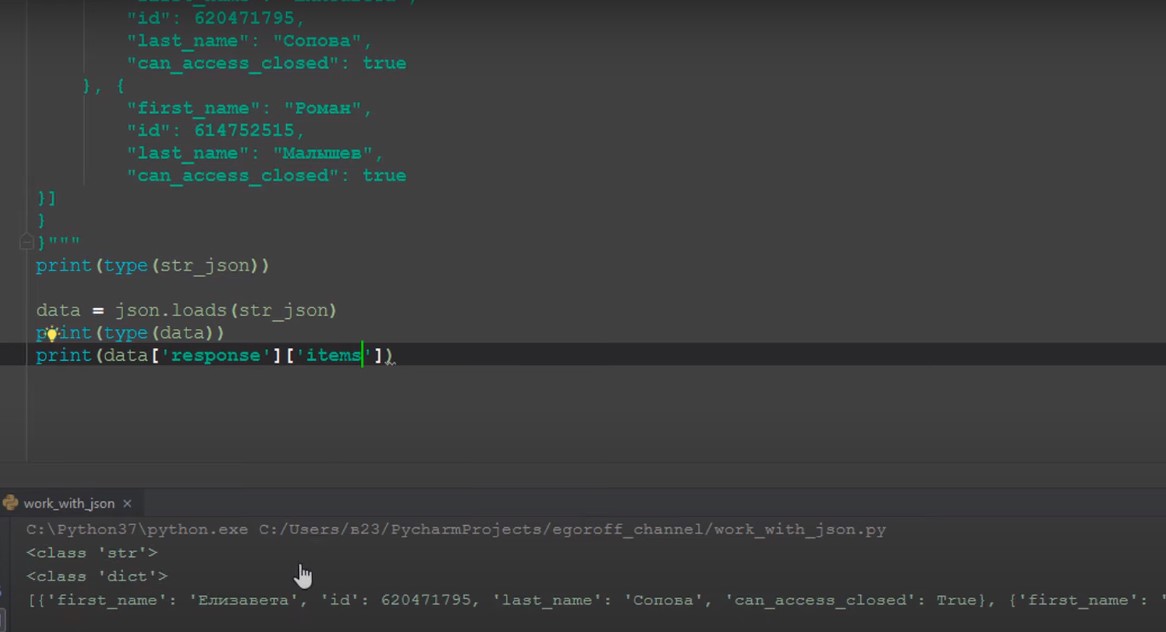 "id": 620471795,
"last_name": "Сопова",
"can_access_closed": true
}, {
"first_name": "Роман",
"id": 614752515,
"last_name": "Малышев",
"can_access_closed": true
}]
}
}"""
print(type(str_json))
data = json.loads(str_json)
print(type(data))
print(data['response']['items'])
work_with_json ×
C:\Python37\python.exe C:/Users/в23/PycharmProjects/egoroff_channel/work_with_json.py
<class 'str'>
<class 'dict'>
[{'first_name': 'Елизавета', 'id': 620471795, 'last_name': 'Сопова', 'can_access_closed': True}, {'first_name': '